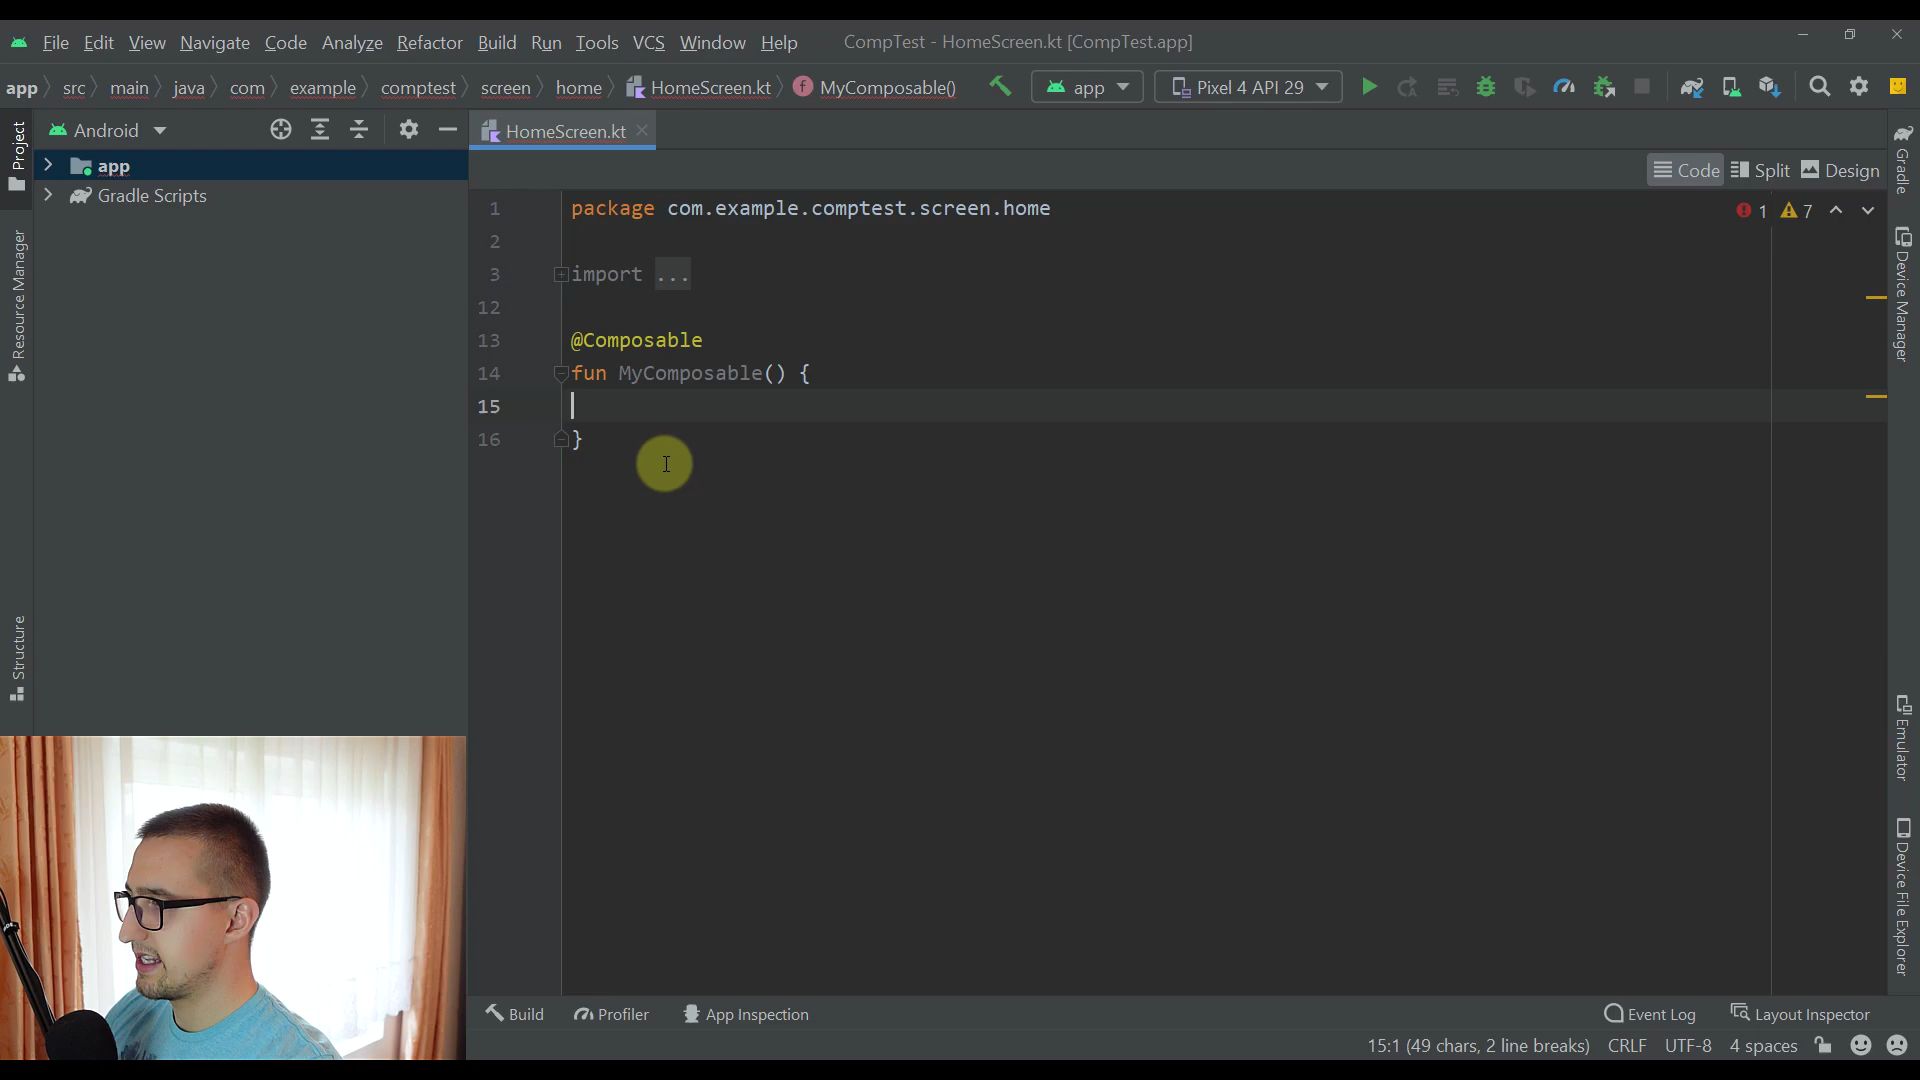 File Edit View Navigate Code Analyze Refactor Build Run Tools VCS Window Help CompTest - HomeScreen.kt [CompTest.app]
app src main java com example comptest screen home HomeScreen.kt MyComposable() app Pixel 4 API 29
Project
Android
HomeScreen.kt
app
Gradle Scripts
Code Split Design
Gradle
Resource Manager
Device Manager
1 package com.example.comptest.screen.home
1 7
2
3 import ...
12
13 @Composable
14 fun MyComposable() {
15
16 }
Structure
Emulator
Device File Explorer
Build Profiler App Inspection Event Log Layout Inspector
15:1 (49 chars, 2 line breaks) CRLF UTF-8 4 spaces